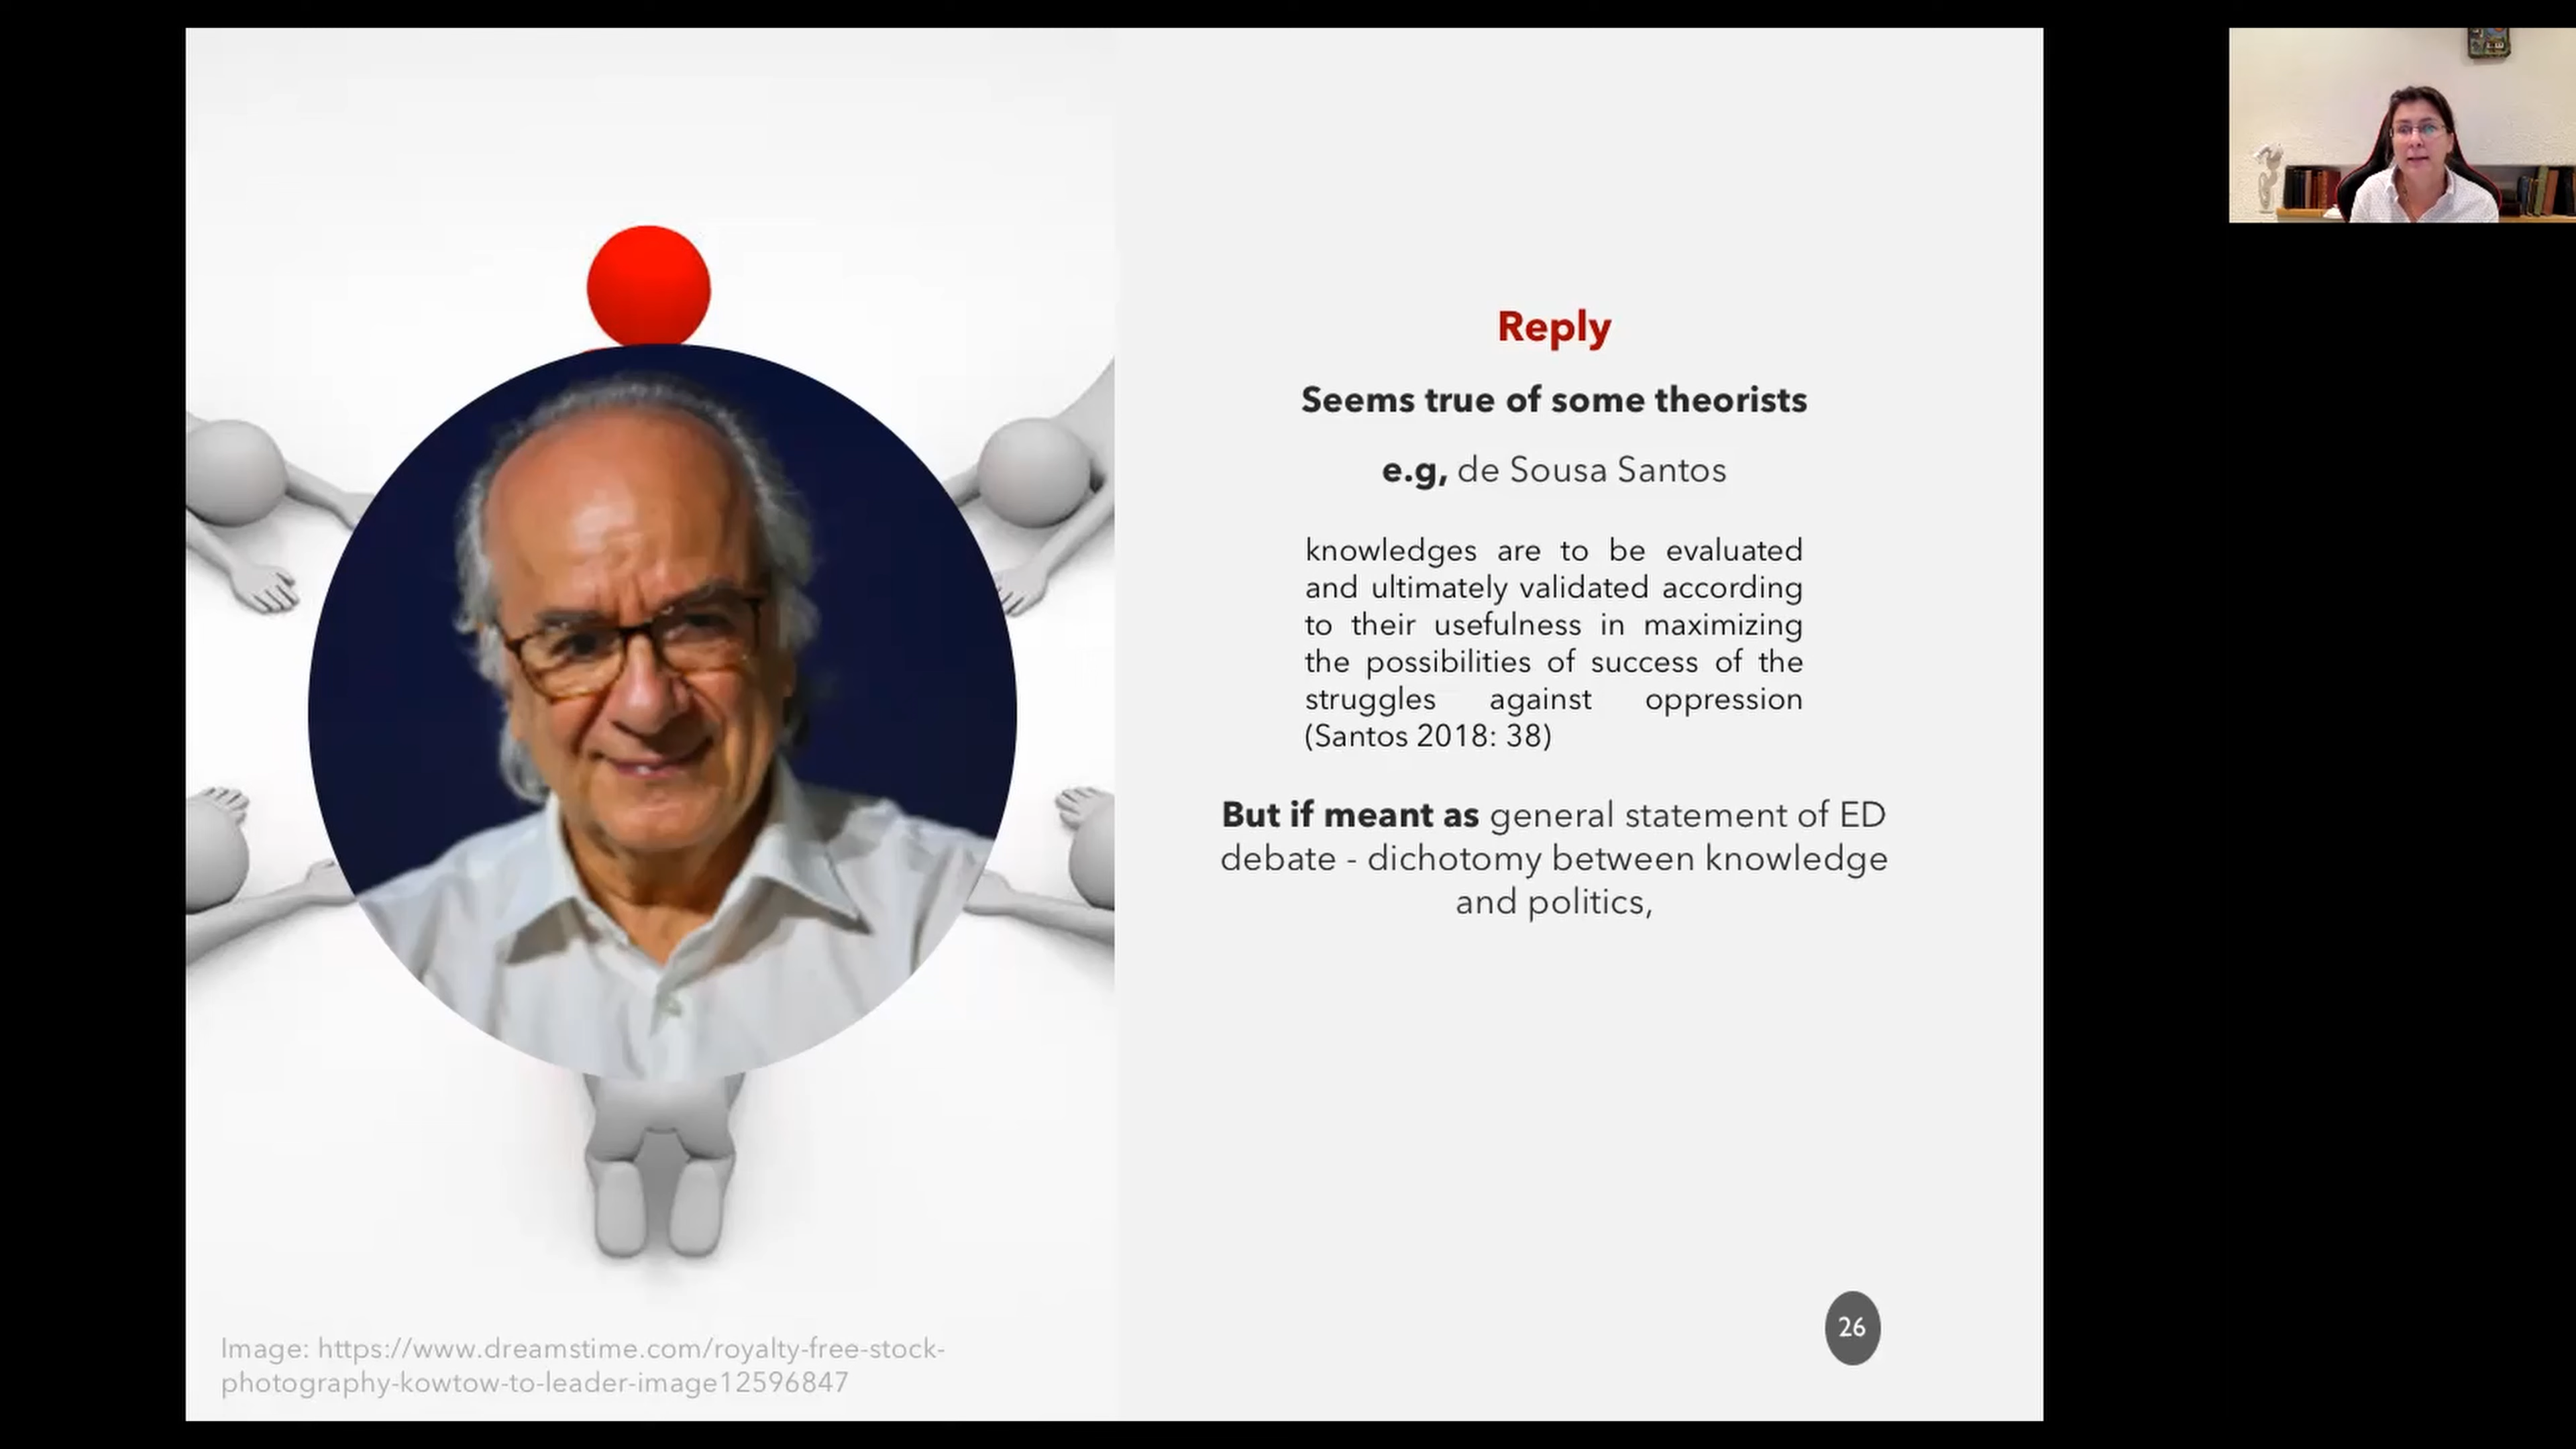 Reply
Seems true of some theorists
e.g, de Sousa Santos
knowledges are to be evaluated
and ultimately validated according
to their usefulness in maximizing
the possibilities of success of the
struggles against oppression
(Santos 2018: 38)
But if meant as general statement of ED
debate - dichotomy between knowledge
and politics,
26
Image: https://www.dreamstime.com/royalty-free-stock-
photography-kowtow-to-leader-image12596847